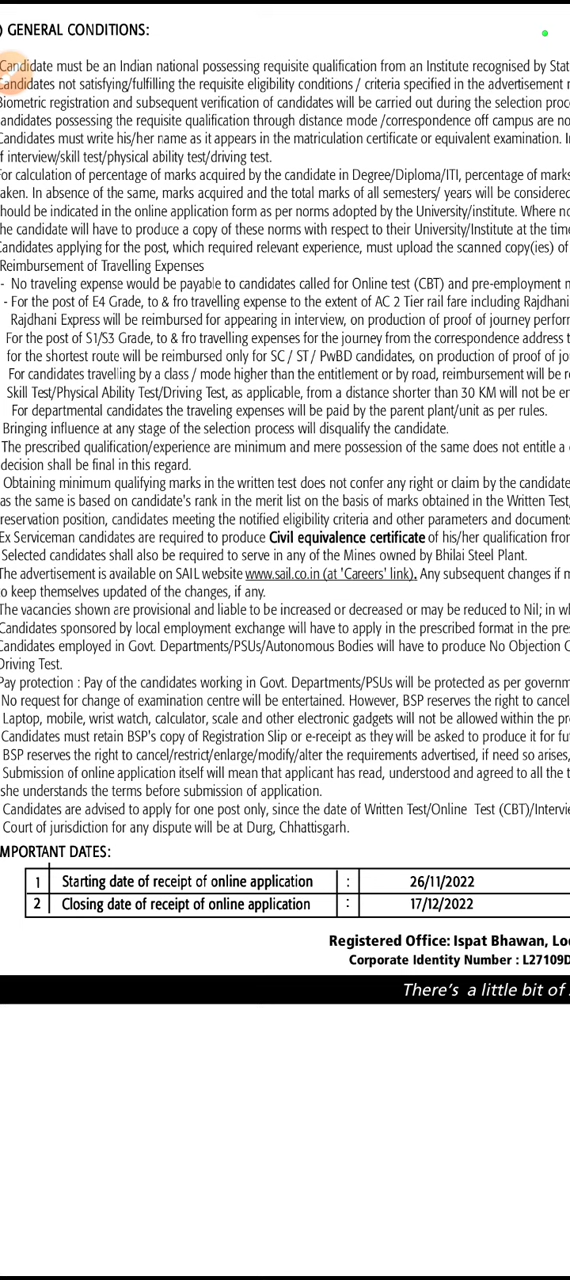 ) GENERAL CONDITIONS:
Candidate must be an Indian national possessing requisite qualification from an Institute recognised by Stat
Candidates not satisfying/fulfilling the requisite eligibility conditions / criteria specified in the advertisement
Biometric registration and subsequent verification of candidates will be carried out during the selection proc
andidates possessing the requisite qualification through distance mode /correspondence off campus are no
Candidates must write his/her name as it appears in the matriculation certificate or equivalent examination. I
f interview/skill test/physical ability test/driving test.
For calculation of percentage of marks acquired by the candidate in Degree/Diploma/ITI, percentage of marks
aken. In absence of the same, marks acquired and the total marks of all semesters/ years will be considered
hould be indicated in the online application form as per norms adopted by the University/institute. Where no
he candidate will have to produce a copy of these norms with respect to their University/Institute at the time
Candidates applying for the post, which required relevant experience, must upload the scanned copy(ies) of
Reimbursement of Travelling Expenses
- No traveling expense would be payable to candidates called for Online test (CBT) and pre-employment
- For the post of E4 Grade, to & fro travelling expense to the extent of AC 2 Tier rail fare including Rajdhani
Rajdhani Express will be reimbursed for appearing in interview, on production of proof of journey perform
For the post of S1/S3 Grade, to & fro travelling expenses for the journey from the correspondence address t
for the shortest route will be reimbursed only for SC / ST / PwBD candidates, on production of proof of jo
For candidates travelling by a class / mode higher than the entitlement or by road, reimbursement will be r
Skill Test/Physical Ability Test/Driving Test, as applicable, from a distance shorter than 30 KM will not be en
For departmental candidates the traveling expenses will be paid by the parent plant/unit as per rules.
Bringing influence at any stage of the selection process will disqualify the candidate.
The prescribed qualification/experience are minimum and mere possession of the same does not entitle a
decision shall be final in this regard.
Obtaining minimum qualifying marks in the written test does not confer any right or claim by the candidate
as the same is based on candidate's rank in the merit list on the basis of marks obtained in the Written Test,
reservation position, candidates meeting the notified eligibility criteria and other parameters and document
Ex Serviceman candidates are required to produce Civil equivalence certificate of his/her qualification from
Selected candidates shall also be required to serve in any of the Mines owned by Bhilai Steel Plant.
The advertisement is available on SAIL website www.sail.co.in (at 'Careers' link). Any subsequent changes if m
to keep themselves updated of the changes, if any.
The vacancies shown are provisional and liable to be increased or decreased or may be reduced to Nil; in wh
Candidates sponsored by local employment exchange will have to apply in the prescribed format in the pres
Candidates employed in Govt. Departments/PSUs/Autonomous Bodies will have to produce No Objection C
Driving Test.
Pay protection : Pay of the candidates working in Govt. Departments/PSUs will be protected as per governm
No request for change of examination centre will be entertained. However, BSP reserves the right to cancel
Laptop, mobile, wrist watch, calculator, scale and other electronic gadgets will not be allowed within the pr
Candidates must retain BSP's copy of Registration Slip or e-receipt as they will be asked to produce it for fu
BSP reserves the right to cancel/restrict/enlarge/modify/alter the requirements advertised, if need so arises,
Submission of online application itself will mean that applicant has read, understood and agreed to all the t
she understands the terms before submission of application.
Candidates are advised to apply for one post only, since the date of Written Test/Online Test (CBT)/Intervie
Court of jurisdiction for any dispute will be at Durg, Chhattisgarh.
MPORTANT DATES:
1 Starting date of receipt of online application : 26/11/2022
2 Closing date of receipt of online application : 17/12/2022
Registered Office: Ispat Bhawan, Lo
Corporate Identity Number : L27109D
There's a little bit of